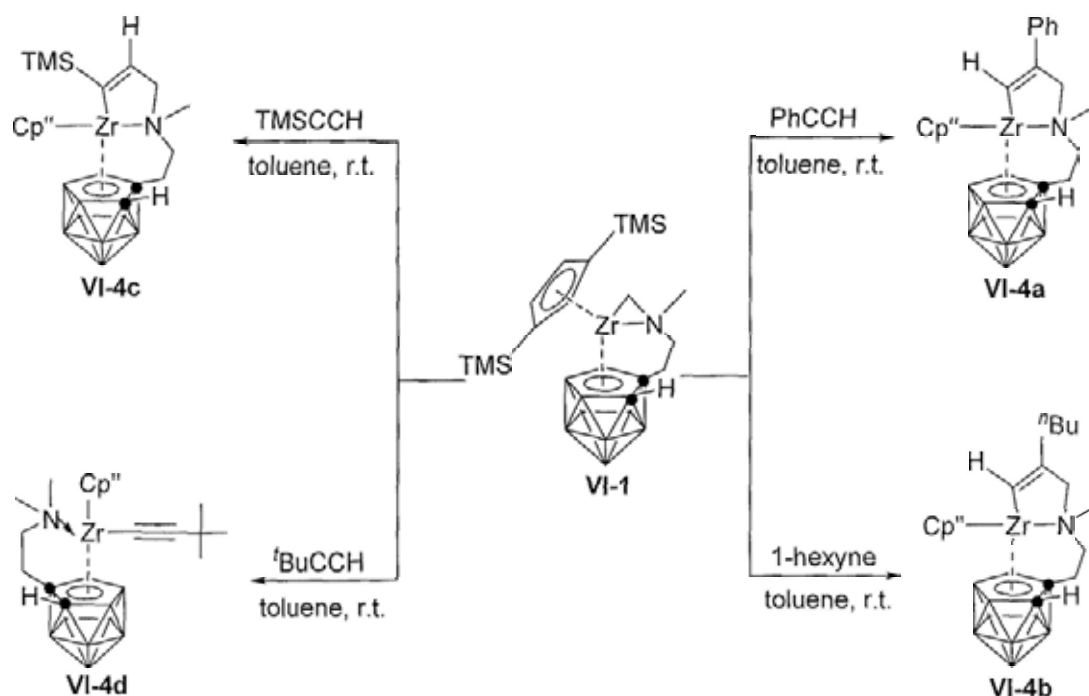 H
TMS
Cp"
Zr
N
H
VI-4c
TMSCCH
toluene, r.t.
PhCCH
toluene, r.t.
Ph
H
Cp"
Zr
N
H
VI-4a
TMS
Zr
N
TMS
H
VI-1
Cp"
N
Zr
H
VI-4d
ᵗBuCCH
toluene, r.t.
1-hexyne
toluene, r.t.
ⁿBu
H
Cp"
Zr
N
H
VI-4b